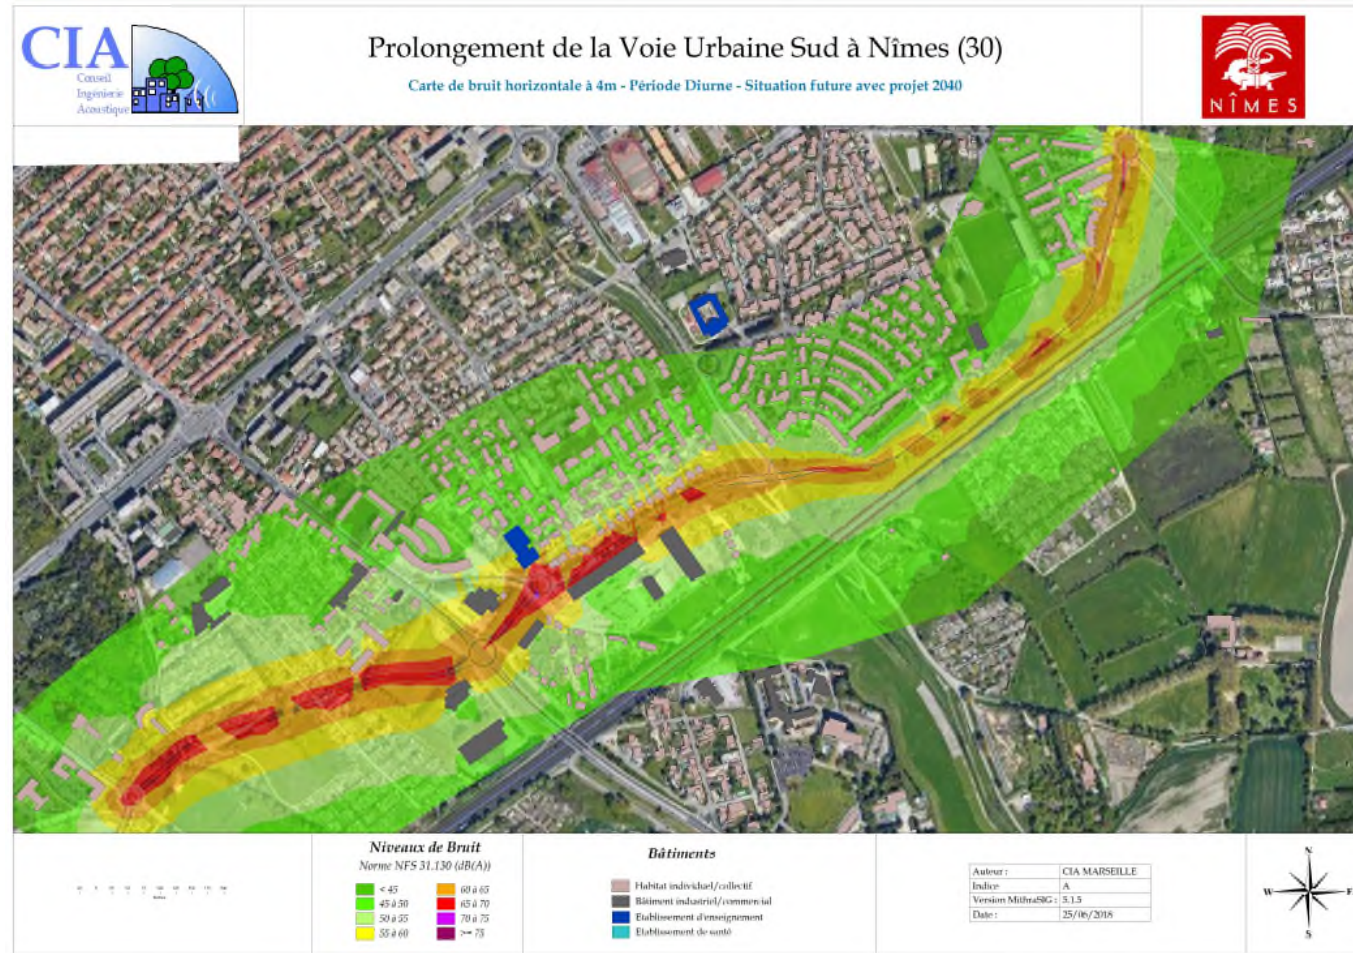 CIA
Conseil
Ingénierie
Acoustique
Prolongement de la Voie Urbaine Sud à Nîmes (30)
Carte de bruit horizontale à 4m - Période Diurne - Situation future avec projet 2040
NÎMES
Niveaux de Bruit
Norme NFS 31.130 (dB(A))
< 45
45 à 50
50 à 55
55 à 60
60 à 65
65 à 70
70 à 75
>= 75
Bâtiments
Habitat individuel/collectif
Bâtiment industriel/commercial
Etablissement d'enseignement
Etablissement de santé
Auteur : CIA MARSEILLE
Indice A
Version MithraSIG : 5.1.5
Date : 25/06/2018
N
W E
S